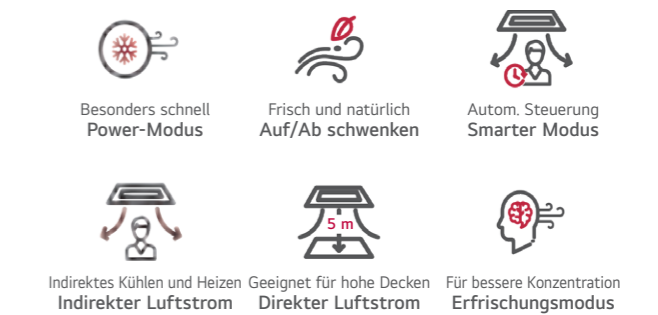 Besonders schnell
Power-Modus
Frisch und natürlich
Auf/Ab schwenken
Autom. Steuerung
Smarter Modus
Indirektes Kühlen und Heizen
Indirekter Luftstrom
5 m
Geeignet für hohe Decken
Direkter Luftstrom
Für bessere Konzentration
Erfrischungsmodus